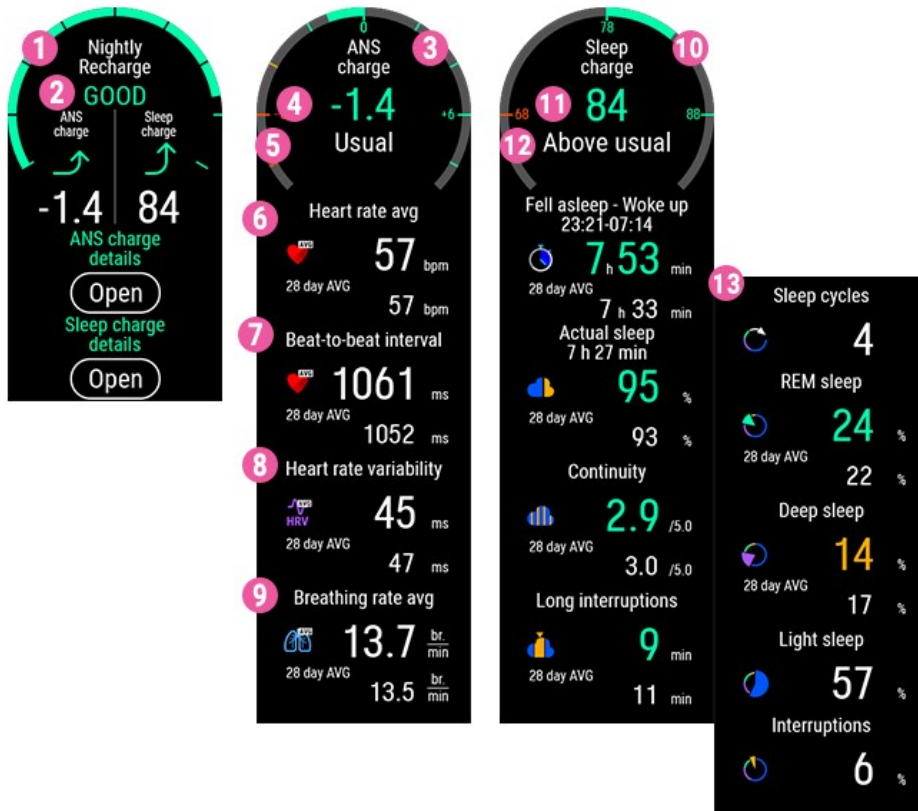 1
Nightly
Recharge
2
GOOD
ANS
charge
Sleep
charge
-1.4
84
ANS charge
details
Open
Sleep charge
details
Open
0
3
ANS
charge
4
-1.4
+6
5
Usual
6
Heart rate avg
AVG
57 bpm
28 day AVG
57 bpm
7
Beat-to-beat interval
AVG
1061 ms
28 day AVG
1052 ms
8
Heart rate variability
AVG
HRV
45 ms
28 day AVG
47 ms
9
Breathing rate avg
AVG
13.7 br.
min
28 day AVG
13.5 br.
min
78
10
Sleep
charge
68
11
84
88
12
Above usual
Fell asleep - Woke up
23:21-07:14
7 h 53 min
28 day AVG
7 h 33 min
Actual sleep
7 h 27 min
95 %
28 day AVG
93 %
Continuity
2.9 /5.0
28 day AVG
3.0 /5.0
Long interruptions
9 min
28 day AVG
11 min
13
Sleep cycles
4
REM sleep
24 %
28 day AVG
22 %
Deep sleep
14 %
28 day AVG
17 %
Light sleep
57 %
Interruptions
6 %